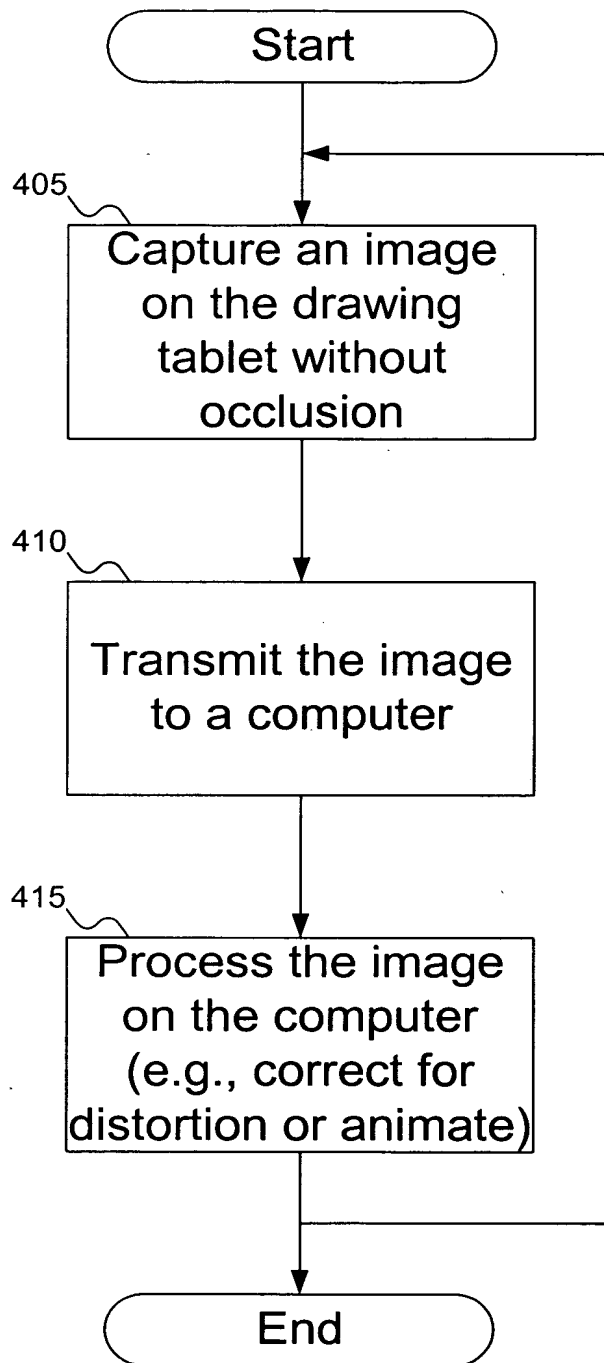 Start
405
Capture an image
on the drawing
tablet without
occlusion
410
Transmit the image
to a computer
415
Process the image
on the computer
(e.g., correct for
distortion or animate)
End